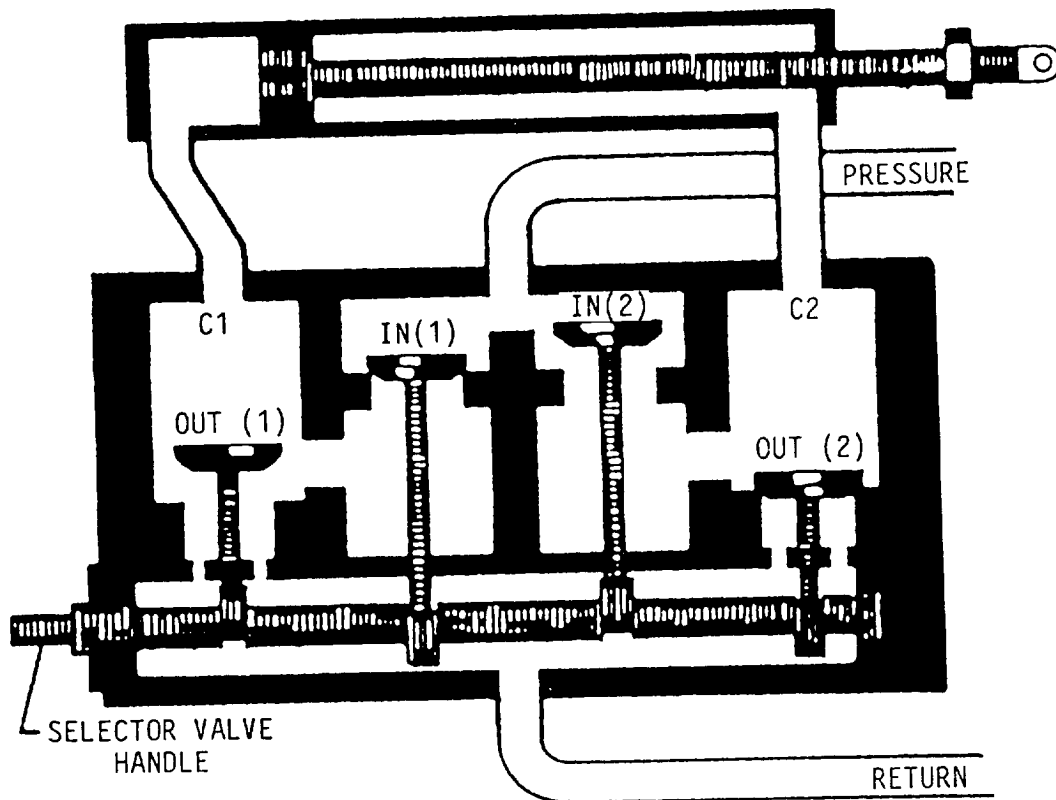 PRESSURE
C1
IN(1)
IN(2)
C2
OUT (1)
OUT (2)
SELECTOR VALVE
HANDLE
RETURN